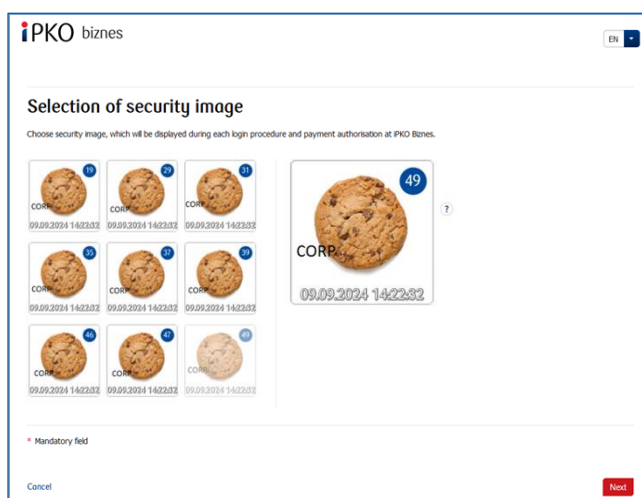 iPKO biznes
EN
Selection of security image
Choose security image, which will be displayed during each login procedure and payment authorisation at iPKO Biznes.
19 29 31
CORP CORP CORP
09.09.2024 14:22:32 09.09.2024 14:22:32 09.09.2024 14:22:32
35 37 39
CORP CORP CORP
09.09.2024 14:22:32 09.09.2024 14:22:32 09.09.2024 14:22:32
46 47 49
CORP CORP CORP
09.09.2024 14:22:32 09.09.2024 14:22:32 09.09.2024 14:22:32
49
?
CORP
09.09.2024 14:22:32
* Mandatory field
Cancel
Next